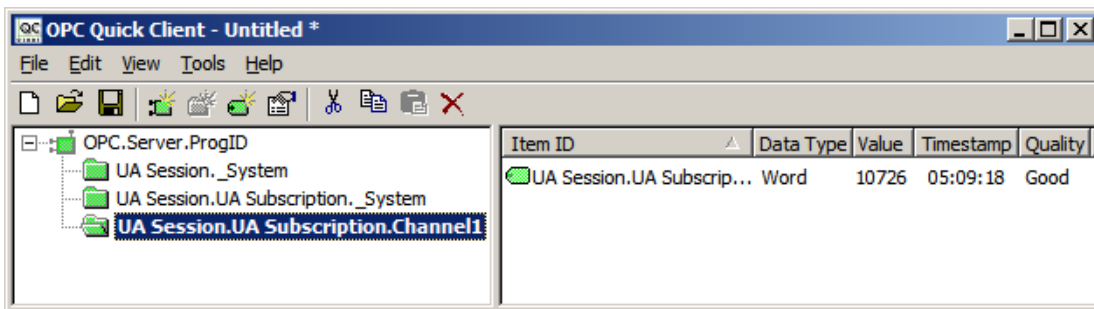 OPC Quick Client - Untitled *
File Edit View Tools Help
OPC.Server.ProgID
UA Session._System
UA Session.UA Subscription._System
UA Session.UA Subscription.Channel1
Item ID Data Type Value Timestamp Quality
UA Session.UA Subscrip... Word 10726 05:09:18 Good